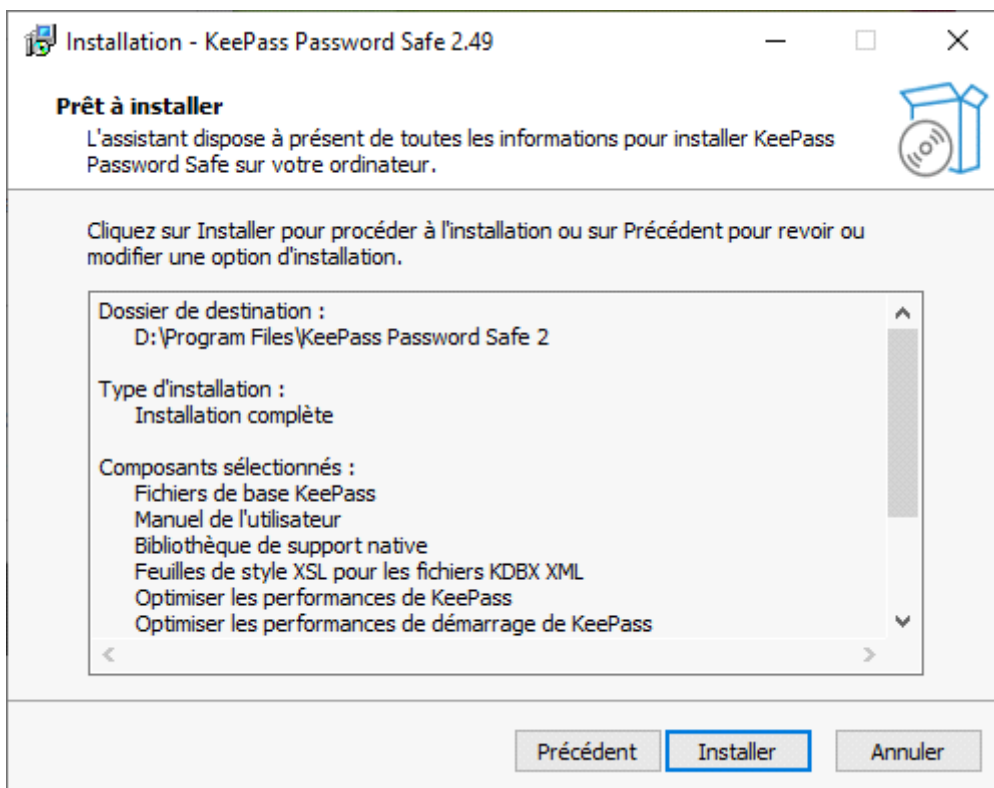 Installation - KeePass Password Safe 2.49
Prêt à installer
L'assistant dispose à présent de toutes les informations pour installer KeePass
Password Safe sur votre ordinateur.
Cliquez sur Installer pour procéder à l'installation ou sur Précédent pour revoir ou
modifier une option d'installation.
Dossier de destination :
D:\Program Files\KeePass Password Safe 2
Type d'installation :
Installation complète
Composants sélectionnés :
Fichiers de base KeePass
Manuel de l'utilisateur
Bibliothèque de support native
Feuilles de style XSL pour les fichiers KDBX XML
Optimiser les performances de KeePass
Optimiser les performances de démarrage de KeePass
Précédent
Installer
Annuler